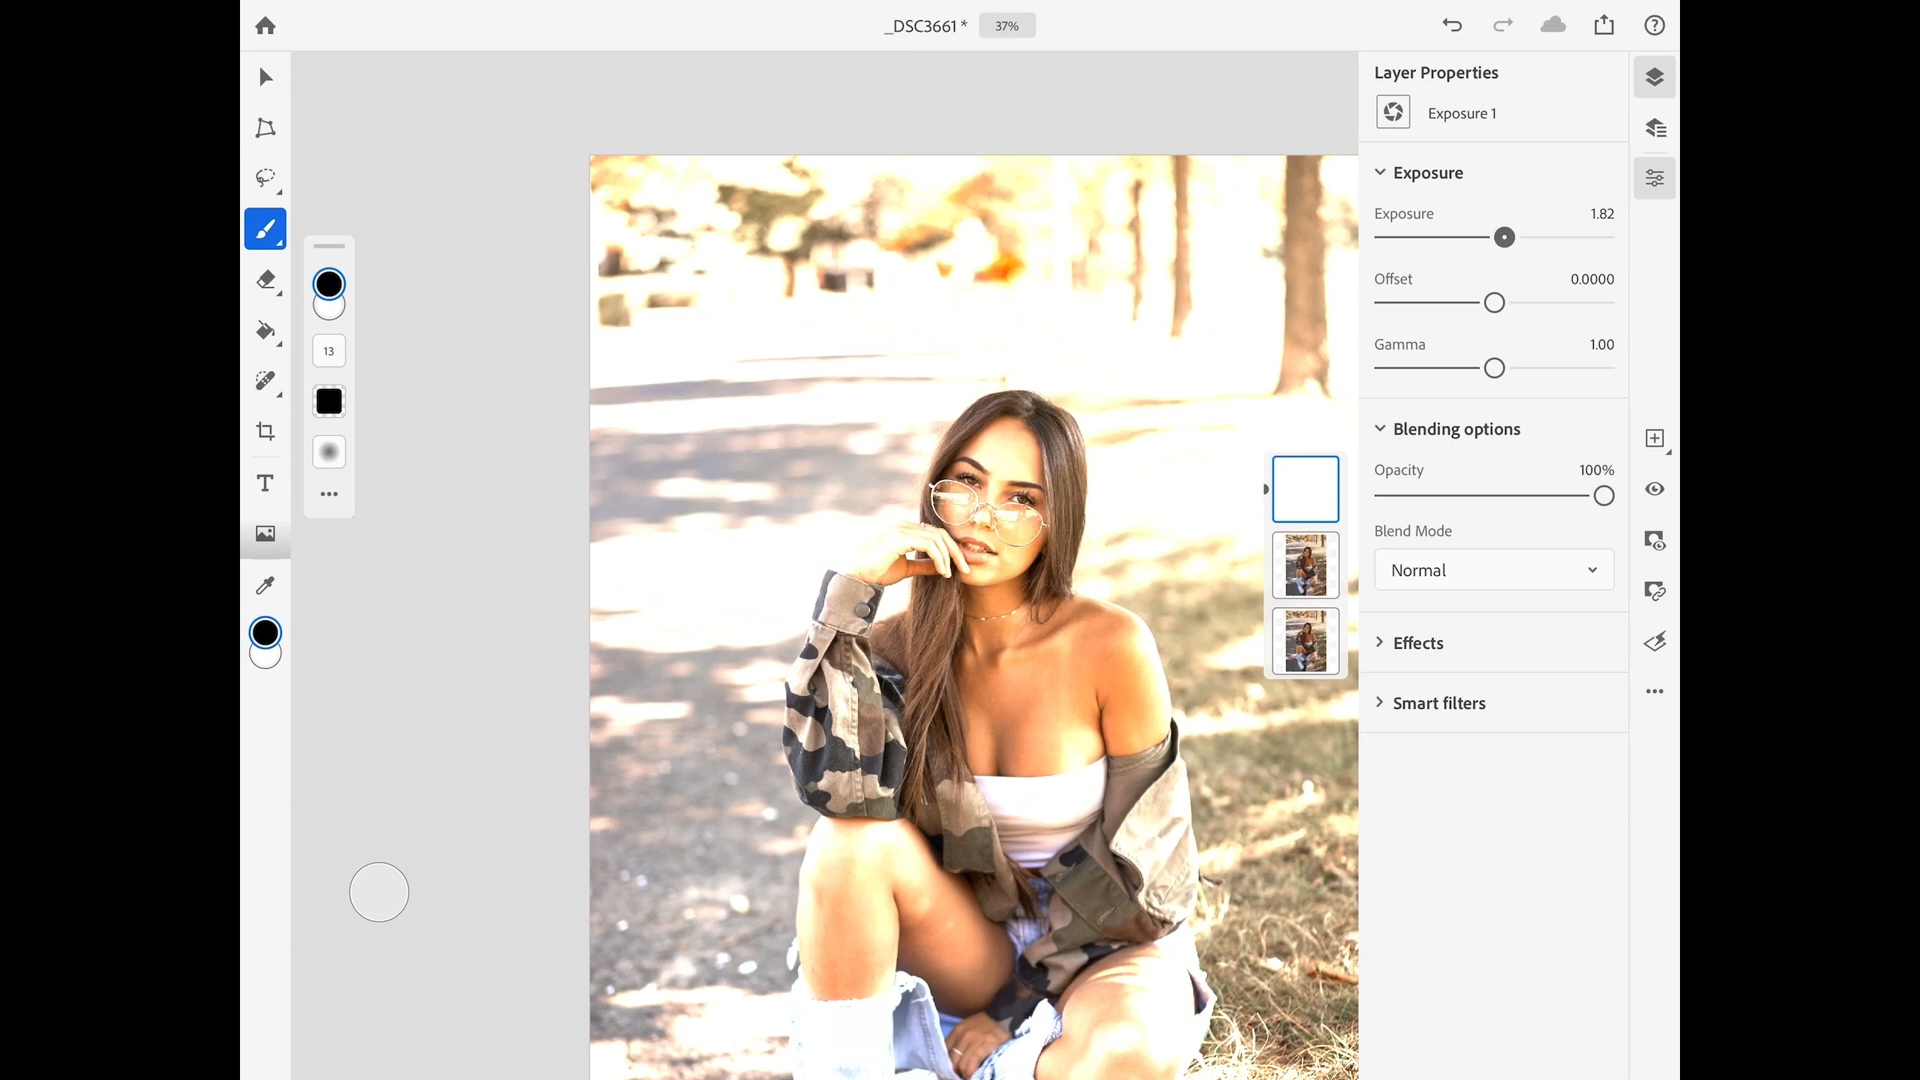 _DSC3661*
37%
Layer Properties
Exposure 1
Exposure
Exposure 1.82
Offset 0.0000
Gamma 1.00
Blending options
Opacity 100%
Blend Mode
Normal
Effects
Smart filters
13
T